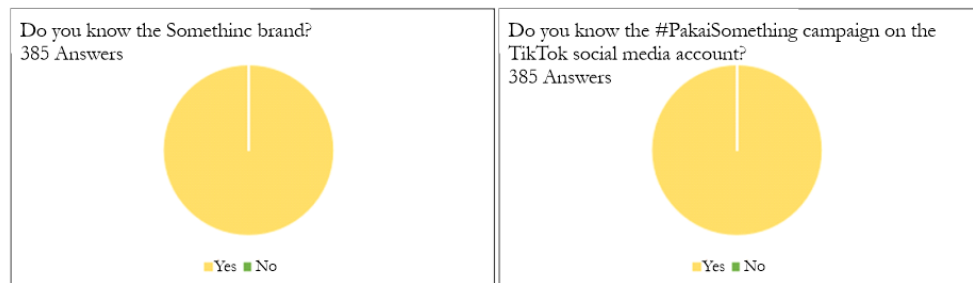 Do you know the Somethinc brand?
385 Answers
Yes No
Do you know the #PakaiSomething campaign on the
TikTok social media account?
385 Answers
Yes No